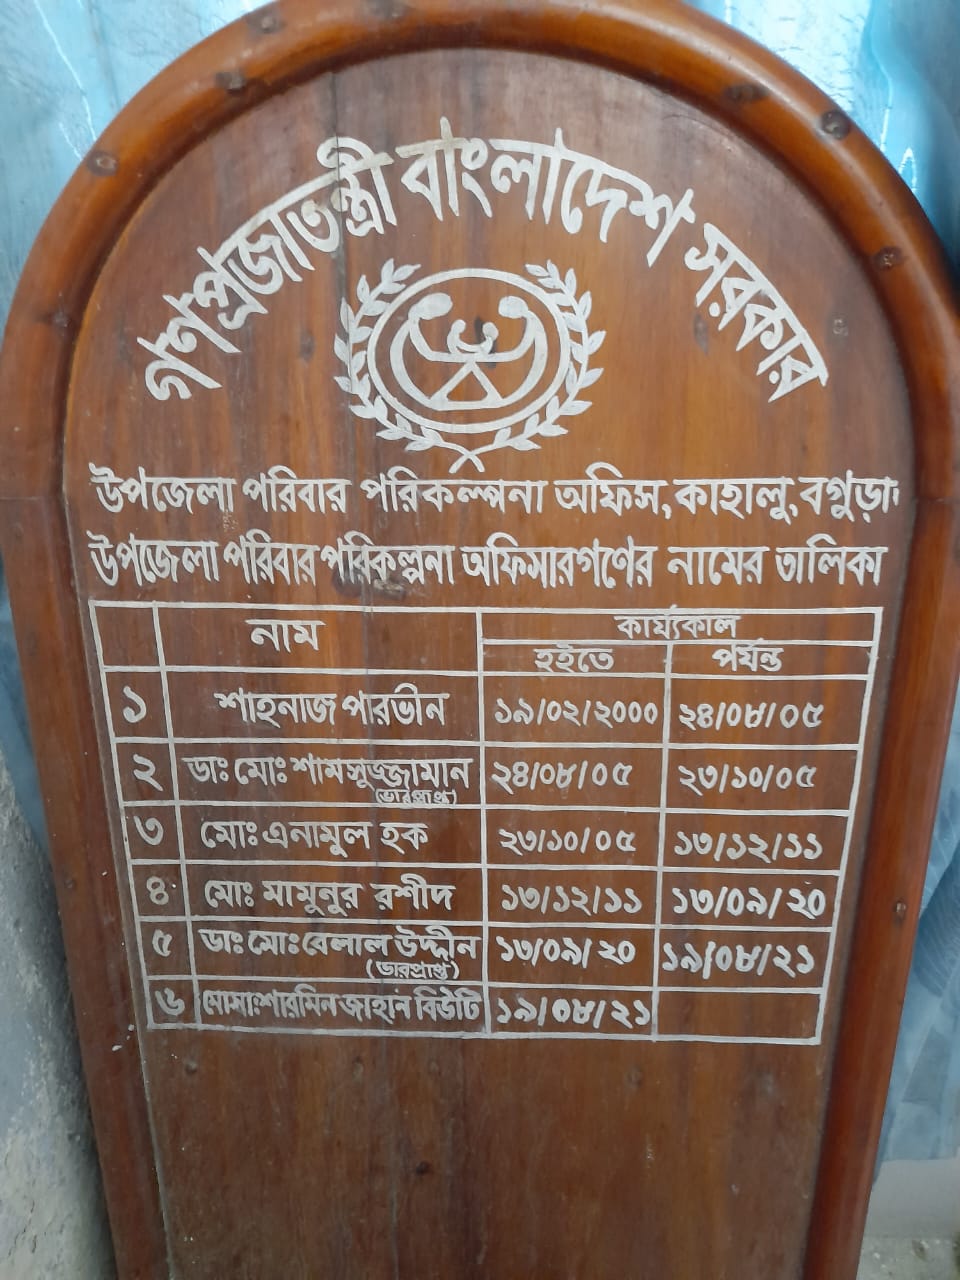 গণপ্রজাতন্ত্রী বাংলাদেশ সরকার
উপজেলা পরিবার পরিকল্পনা অফিস, কাহালু, বগুড়া।
উপজেলা পরিবার পরিকল্পনা অফিসারগণের নামের তালিকা
নাম কার্য্যকাল
হইতে পর্যন্ত
১ শাহনাজ পারভীন ১৯/০২/২০০০ ২৪/০৮/০৫
২ ডাঃ মোঃ শামসুজ্জামান ২৪/০৮/০৫ ২৩/১০/০৫
(ভারপ্রাপ্ত)
৩ মোঃ এনামুল হক ২৩/১০/০৫ ১৩/১২/১১
৪ মোঃ মামুনুর রশীদ ১৩/১২/১১ ১৩/০৯/২০
৫ ডাঃ মোঃ বেলাল উদ্দীন ১৩/০৯/২০ ১৯/০৮/২১
(ভারপ্রাপ্ত)
৬ মোসাঃ শারমিন জাহান বিউটি ১৯/০৮/২১